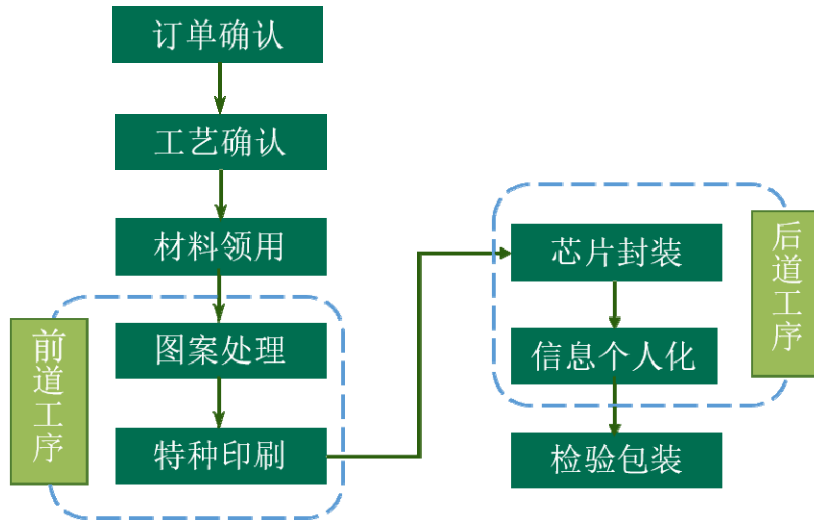 订单确认
工艺确认
材料领用
图案处理
特种印刷
前道工序
芯片封装
信息个人化
检验包装
后道工序